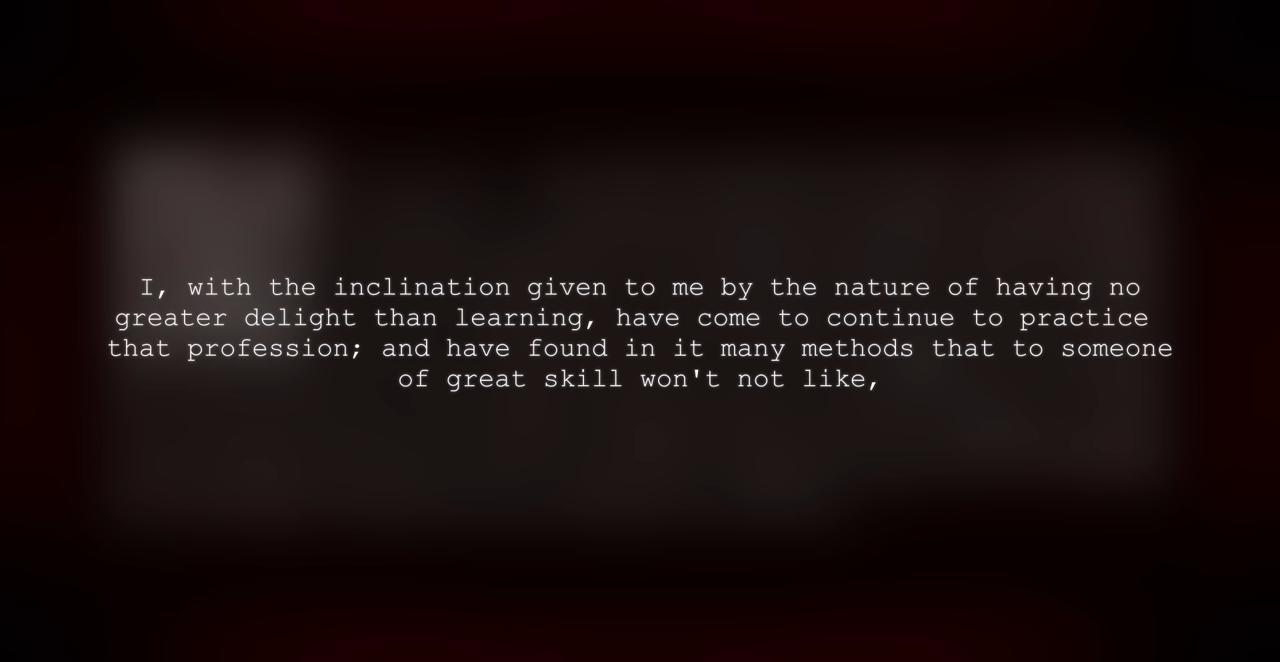 I, with the inclination given to me by the nature of having no
greater delight than learning, have come to continue to practice
that profession; and have found in it many methods that to someone
of great skill won't not like,